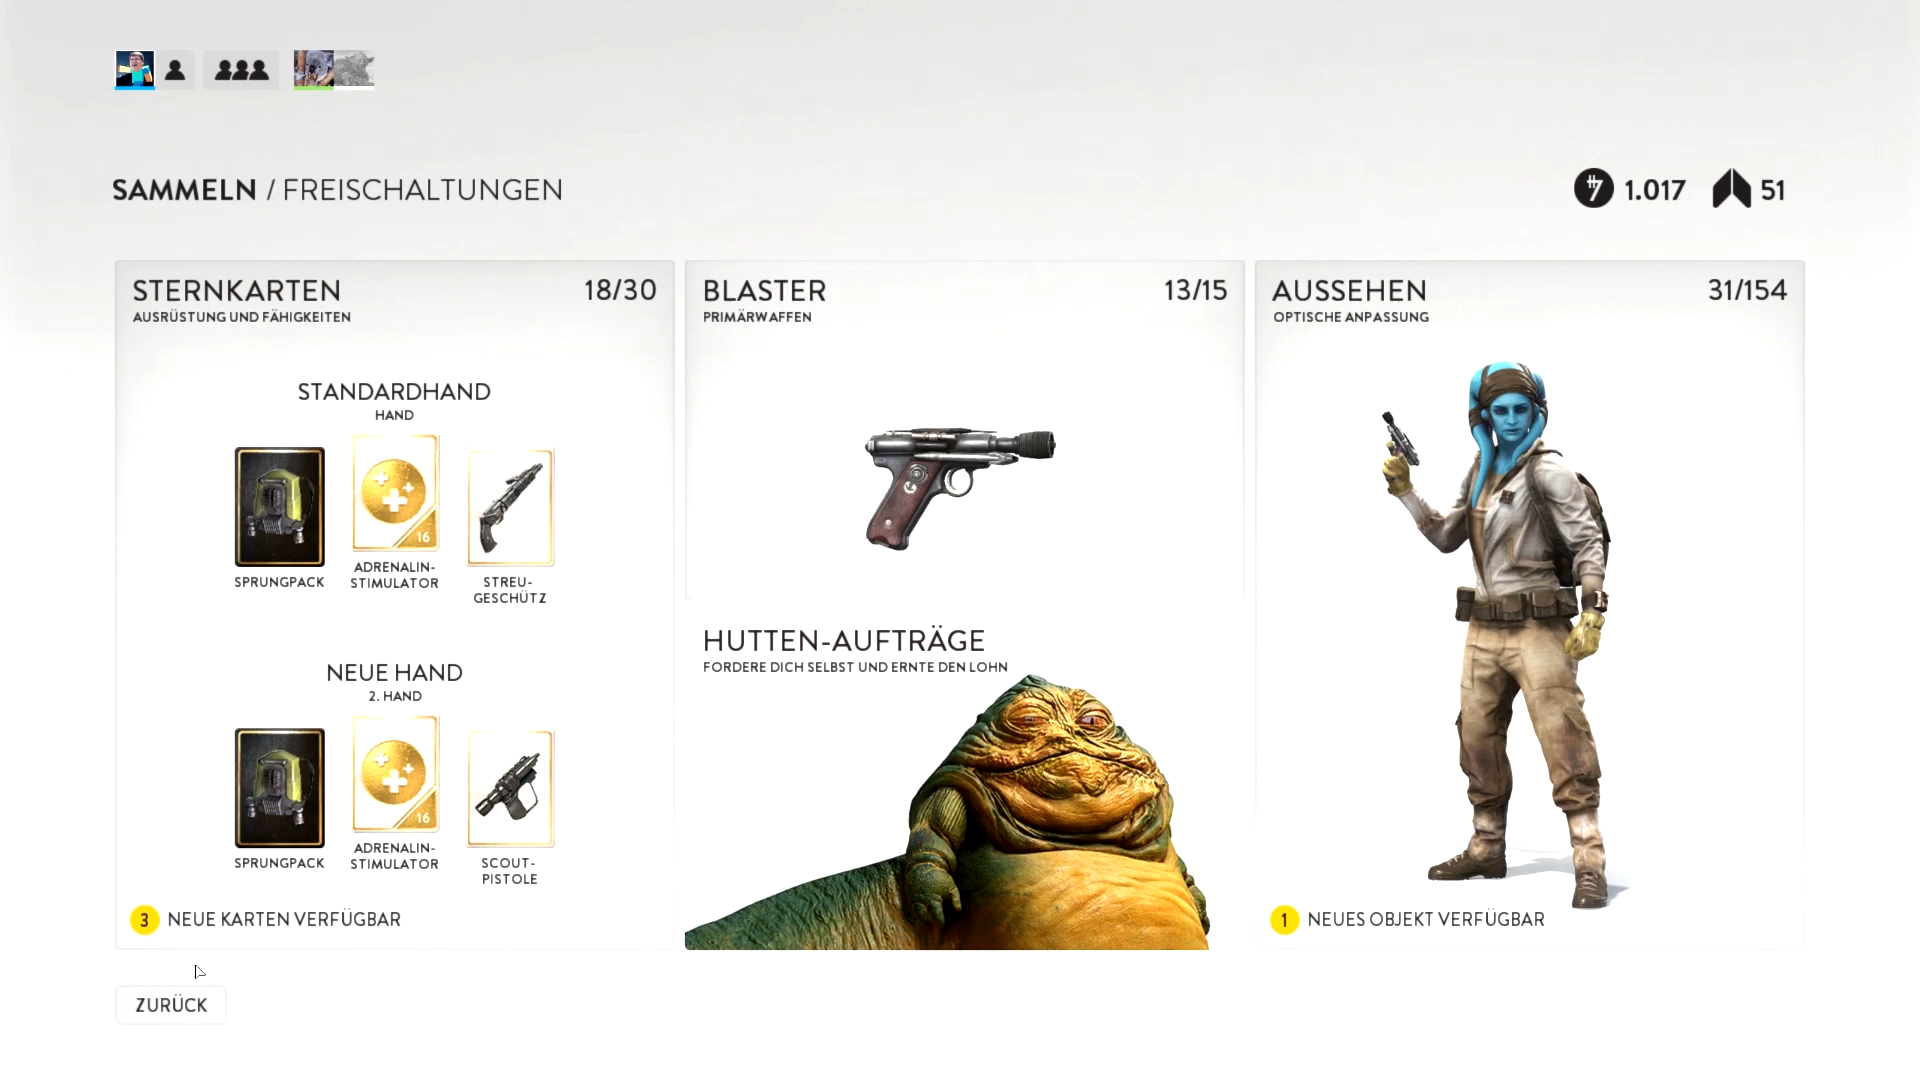 SAMMELN / FREISCHALTUNGEN
1.017
51
STERNKARTEN
18/30
AUSRÜSTUNG UND FÄHIGKEITEN
STANDARDHAND
HAND
16
SPRUNGPACK
ADRENALIN-
STIMULATOR
STREU-
GESCHÜTZ
NEUE HAND
2. HAND
16
SPRUNGPACK
ADRENALIN-
STIMULATOR
SCOUT-
PISTOLE
3 NEUE KARTEN VERFÜGBAR
BLASTER
13/15
PRIMÄRWAFFEN
HUTTEN-AUFTRÄGE
FORDERE DICH SELBST UND ERNTE DEN LOHN
AUSSEHEN
31/154
OPTISCHE ANPASSUNG
1 NEUES OBJEKT VERFÜGBAR
ZURÜCK